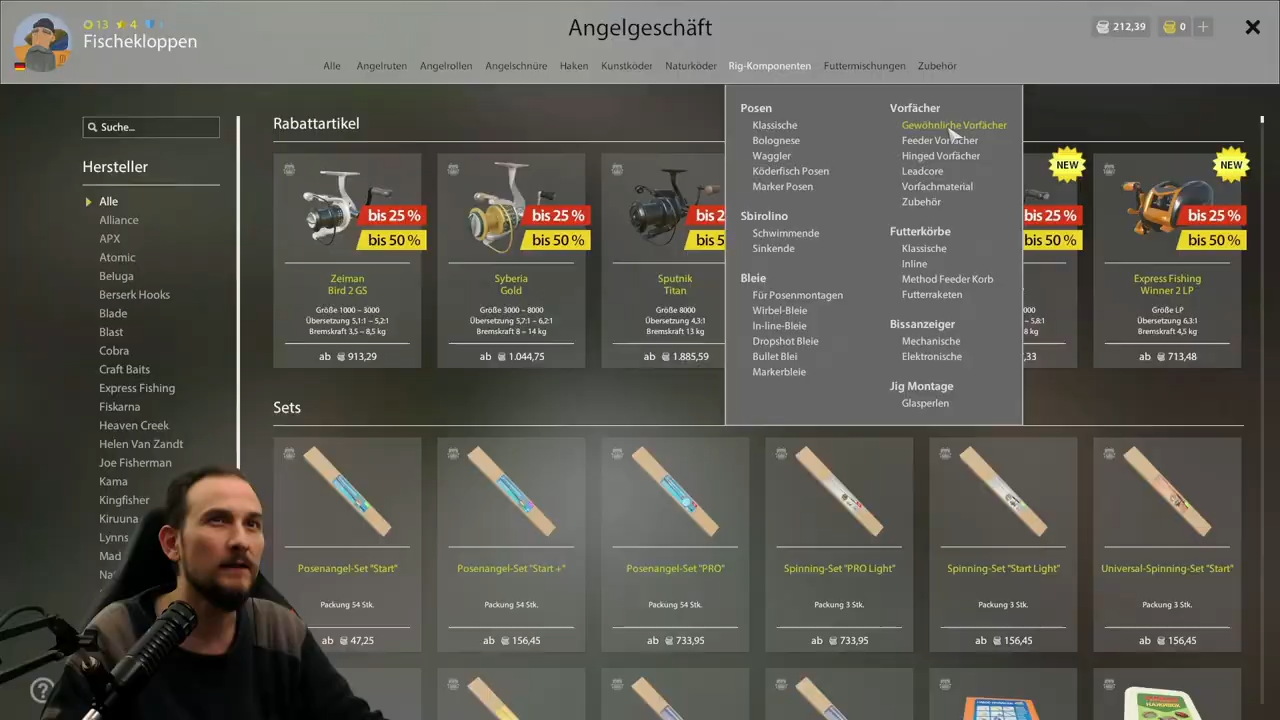 13 4
Fischekloppen
Angelgeschäft
212,39
0
Alle Angelruten Angelrollen Angelschnüre Haken Kunstköder Naturköder Rig-Komponenten Futtermischungen Zubehör
Suche...
Hersteller
Alle
Alliance
APX
Atomic
Beluga
Berserk Hooks
Blade
Blast
Cobra
Craft Baits
Express Fishing
Fiskarna
Heaven Creek
Helen Van Zandt
Joe Fisherman
Kama
Kingfisher
Kiruuna
Lynns
Mad
Posen
Klassische
Bolognese
Waggler
Köderfisch Posen
Marker Posen
Sbirolino
Schwimmende
Sinkende
Bleie
Für Posenmontagen
Wirbel-Bleie
In-line-Bleie
Dropshot Bleie
Bullet Blei
Markerbleie
Vorfächer
Gewöhnliche Vorfächer
Feeder Vorfächer
Hinged Vorfächer
Leadcore
Vorfachmaterial
Zubehör
Futterkörbe
Klassische
Inline
Method Feeder Korb
Futterraketen
Bissanzeiger
Mechanische
Elektronische
Jig Montage
Glasperlen
Rabattartikel
bis 25 %
bis 50 %
Zeiman
Bird 2 GS
Größe 1000 – 3000
Übersetzung 5,1:1 – 5,2:1
Bremskraft 3,5 – 8,5 kg
ab 913,29
bis 25 %
bis 50 %
Syberia
Gold
Größe 3000 – 8000
Übersetzung 5,7:1 – 6,2:1
Bremskraft 8 – 14 kg
ab 1.044,75
bis 2
bis 5
Sputnik
Titan
Größe 8000
Übersetzung 4,3:1
Bremskraft 13 kg
ab 1.885,59
NEW
is 25 %
is 50 %
– 5,8:1
kg
,33
NEW
bis 25 %
bis 50 %
Express Fishing
Winner 2 LP
Größe LP
Übersetzung 6,3:1
Bremskraft 4,5 kg
ab 713,48
Sets
Posenangel-Set "Start"
Packung 54 Stk.
ab 47,25
Posenangel-Set "Start +"
Packung 54 Stk.
ab 156,45
Posenangel-Set "PRO"
Packung 54 Stk.
ab 733,95
Spinning-Set "PRO Light"
Packung 3 Stk.
ab 733,95
Spinning-Set "Start Light"
Packung 3 Stk.
ab 156,45
Universal-Spinning-Set "Start"
Packung 3 Stk.
ab 156,45
?